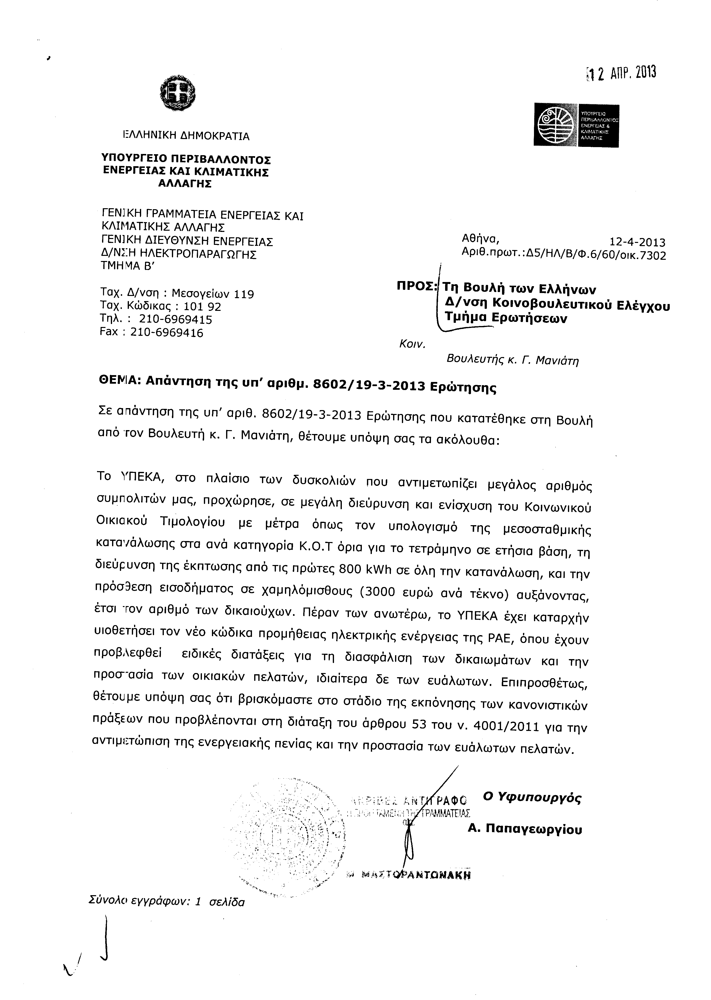 12 ΑΠΡ. 2013
ΥΠΟΥΡΓΕΙΟ
ΠΕΡΙΒΑΛΛΟΝΤΟΣ
ΕΝΕΡΓΕΙΑΣ &
ΚΛΙΜΑΤΙΚΗΣ
ΑΛΛΑΓΗΣ
ΕΛΛΗΝΙΚΗ ΔΗΜΟΚΡΑΤΙΑ
ΥΠΟΥΡΓΕΙΟ ΠΕΡΙΒΑΛΛΟΝΤΟΣ
ΕΝΕΡΓΕΙΑΣ ΚΑΙ ΚΛΙΜΑΤΙΚΗΣ
ΑΛΛΑΓΗΣ
ΓΕΝΙΚΗ ΓΡΑΜΜΑΤΕΙΑ ΕΝΕΡΓΕΙΑΣ ΚΑΙ
ΚΛΙΜΑΤΙΚΗΣ ΑΛΛΑΓΗΣ
ΓΕΝΙΚΗ ΔΙΕΥΘΥΝΣΗ ΕΝΕΡΓΕΙΑΣ
Δ/ΝΣΗ ΗΛΕΚΤΡΟΠΑΡΑΓΩΓΗΣ
ΤΜΗΜΑ Β’
Ταχ. Δ/νση : Μεσογείων 119
Ταχ. Κώδικας : 101 92
Τηλ. : 210-6969415
Fax : 210-6969416
Αθήνα, 12-4-2013
Αριθ.πρωτ.:Δ5/ΗΛ/Β/Φ.6/60/οικ.7302
ΠΡΟΣ: Τη Βουλή των Ελλήνων
Δ/νση Κοινοβουλευτικού Ελέγχου
Τμήμα Ερωτήσεων
Κοιν.
Βουλευτής κ. Γ. Μανιάτη
ΘΕΜΑ: Απάντηση της υπ’ αριθμ. 8602/19-3-2013 Ερώτησης
Σε απάντηση της υπ’ αριθ. 8602/19-3-2013 Ερώτησης που κατατέθηκε στη Βουλή
από τον Βουλευτή κ. Γ. Μανιάτη, θέτουμε υπόψη σας τα ακόλουθα:
Το ΥΠΕΚΑ, στο πλαίσιο των δυσκολιών που αντιμετωπίζει μεγάλος αριθμός
συμπολιτών μας, προχώρησε, σε μεγάλη διεύρυνση και ενίσχυση του Κοινωνικού
Οικιακού Τιμολογίου με μέτρα όπως τον υπολογισμό της μεσοσταθμικής
κατανάλωσης στα ανά κατηγορία Κ.Ο.Τ όρια για το τετράμηνο σε ετήσια βάση, τη
διεύρυνση της έκπτωσης από τις πρώτες 800 kWh σε όλη την κατανάλωση, και την
πρόσθεση εισοδήματος σε χαμηλόμισθους (3000 ευρώ ανά τέκνο) αυξάνοντας,
έτσι τον αριθμό των δικαιούχων. Πέραν των ανωτέρω, το ΥΠΕΚΑ έχει καταρχήν
υιοθετήσει τον νέο κώδικα προμήθειας ηλεκτρικής ενέργειας της ΡΑΕ, όπου έχουν
προβλεφθεί ειδικές διατάξεις για τη διασφάλιση των δικαιωμάτων και την
προστασία των οικιακών πελατών, ιδιαίτερα δε των ευάλωτων. Επιπροσθέτως,
θέτουμε υπόψη σας ότι βρισκόμαστε στο στάδιο της εκπόνησης των κανονιστικών
πράξεων που προβλέπονται στη διάταξη του άρθρου 53 του ν. 4001/2011 για την
αντιμετώπιση της ενεργειακής πενίας και την προστασία των ευάλωτων πελατών.
Ο Υφυπουργός
Α. Παπαγεωργίου
ΑΚΡΙΒΕΣ ΑΝΤΙΓΡΑΦΟ
Η ΠΡΟΪΣΤΑΜΕΝΗ ΤΗΣ ΓΡΑΜΜΑΤΕΙΑΣ
ΜΑΣΤΟΡΑΝΤΩΝΑΚΗ
Σύνολο εγγράφων: 1 σελίδα